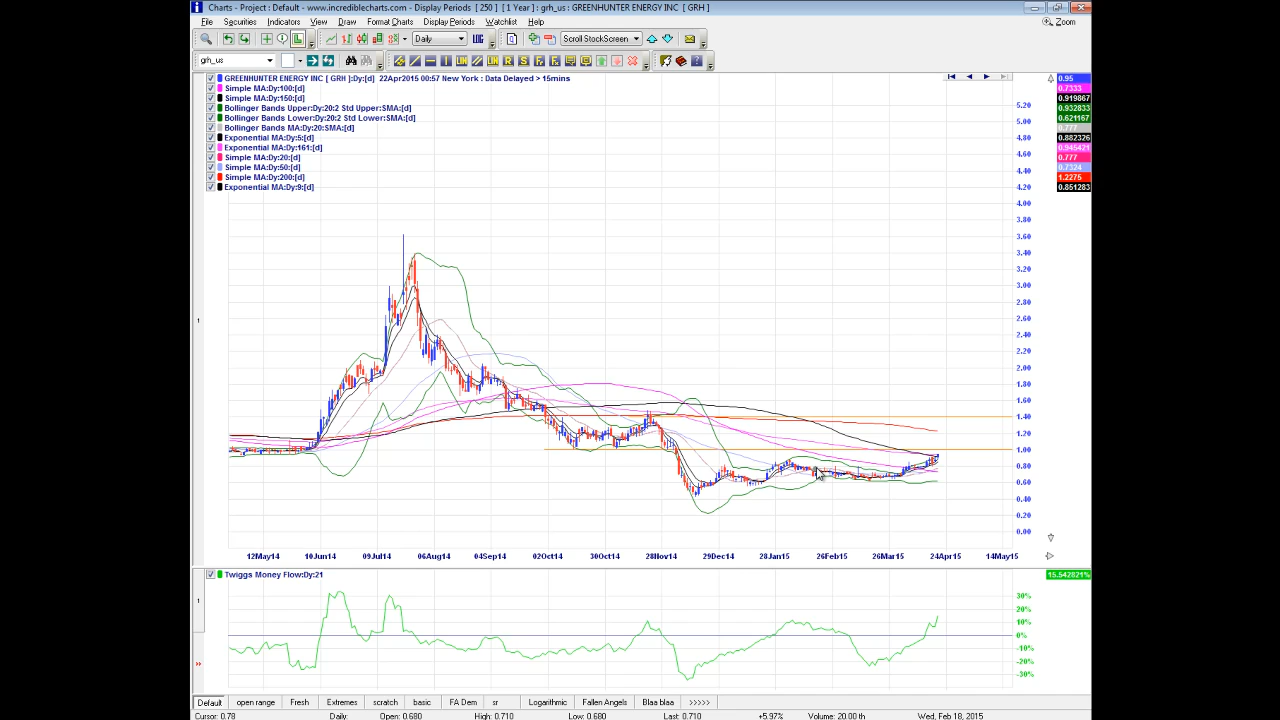 Charts - Project : Default - www.incrediblecharts.com - Display Periods [ 250 ] [ 1 Year ] : grh_us : GREENHUNTER ENERGY INC [ GRH ]
File Securities Indicators View Draw Format Charts Display Periods Watchlist Help Zoom
Daily Scroll StockScreen
grh_us
GREENHUNTER ENERGY INC [ GRH ]:Dy:[d] 22Apr2015 00:57 New York : Data Delayed > 15mins 0.95
Simple MA:Dy:100:[d] 0.7333
Simple MA:Dy:150:[d] 0.919867
Bollinger Bands Upper:Dy:20:2 Std Upper:SMA:[d] 0.932833
Bollinger Bands Lower:Dy:20:2 Std Lower:SMA:[d] 0.621167
Bollinger Bands MA:Dy:20:SMA:[d] 0.777
Exponential MA:Dy:5:[d] 0.882326
Exponential MA:Dy:161:[d] 0.945421
Simple MA:Dy:20:[d] 0.777
Simple MA:Dy:50:[d] 0.7324
Simple MA:Dy:200:[d] 1.2275
Exponential MA:Dy:9:[d] 0.851283
5.20
5.00
4.80
4.60
4.40
4.20
4.00
3.80
3.60
3.40
3.20
3.00
2.80
2.60
2.40
2.20
2.00
1.80
1.60
1.40
1.20
1.00
0.80
0.60
0.40
0.20
0.00
1
12May14 10Jun14 09Jul14 06Aug14 04Sep14 02Oct14 30Oct14 28Nov14 29Dec14 28Jan15 26Feb15 26Mar15 24Apr15 14May15
Twiggs Money Flow:Dy:21 15.542821%
30%
20%
10%
0%
-10%
-20%
-30%
1
Default open range Fresh Extremes scratch basic FA Dem sr Logarithmic Fallen Angels Blaa blaa >>>>>
Cursor: 0.78 Daily: Open: 0.680 High: 0.710 Low: 0.680 Last: 0.710 +5.97% Volume: 20.00 th Wed, Feb 18, 2015